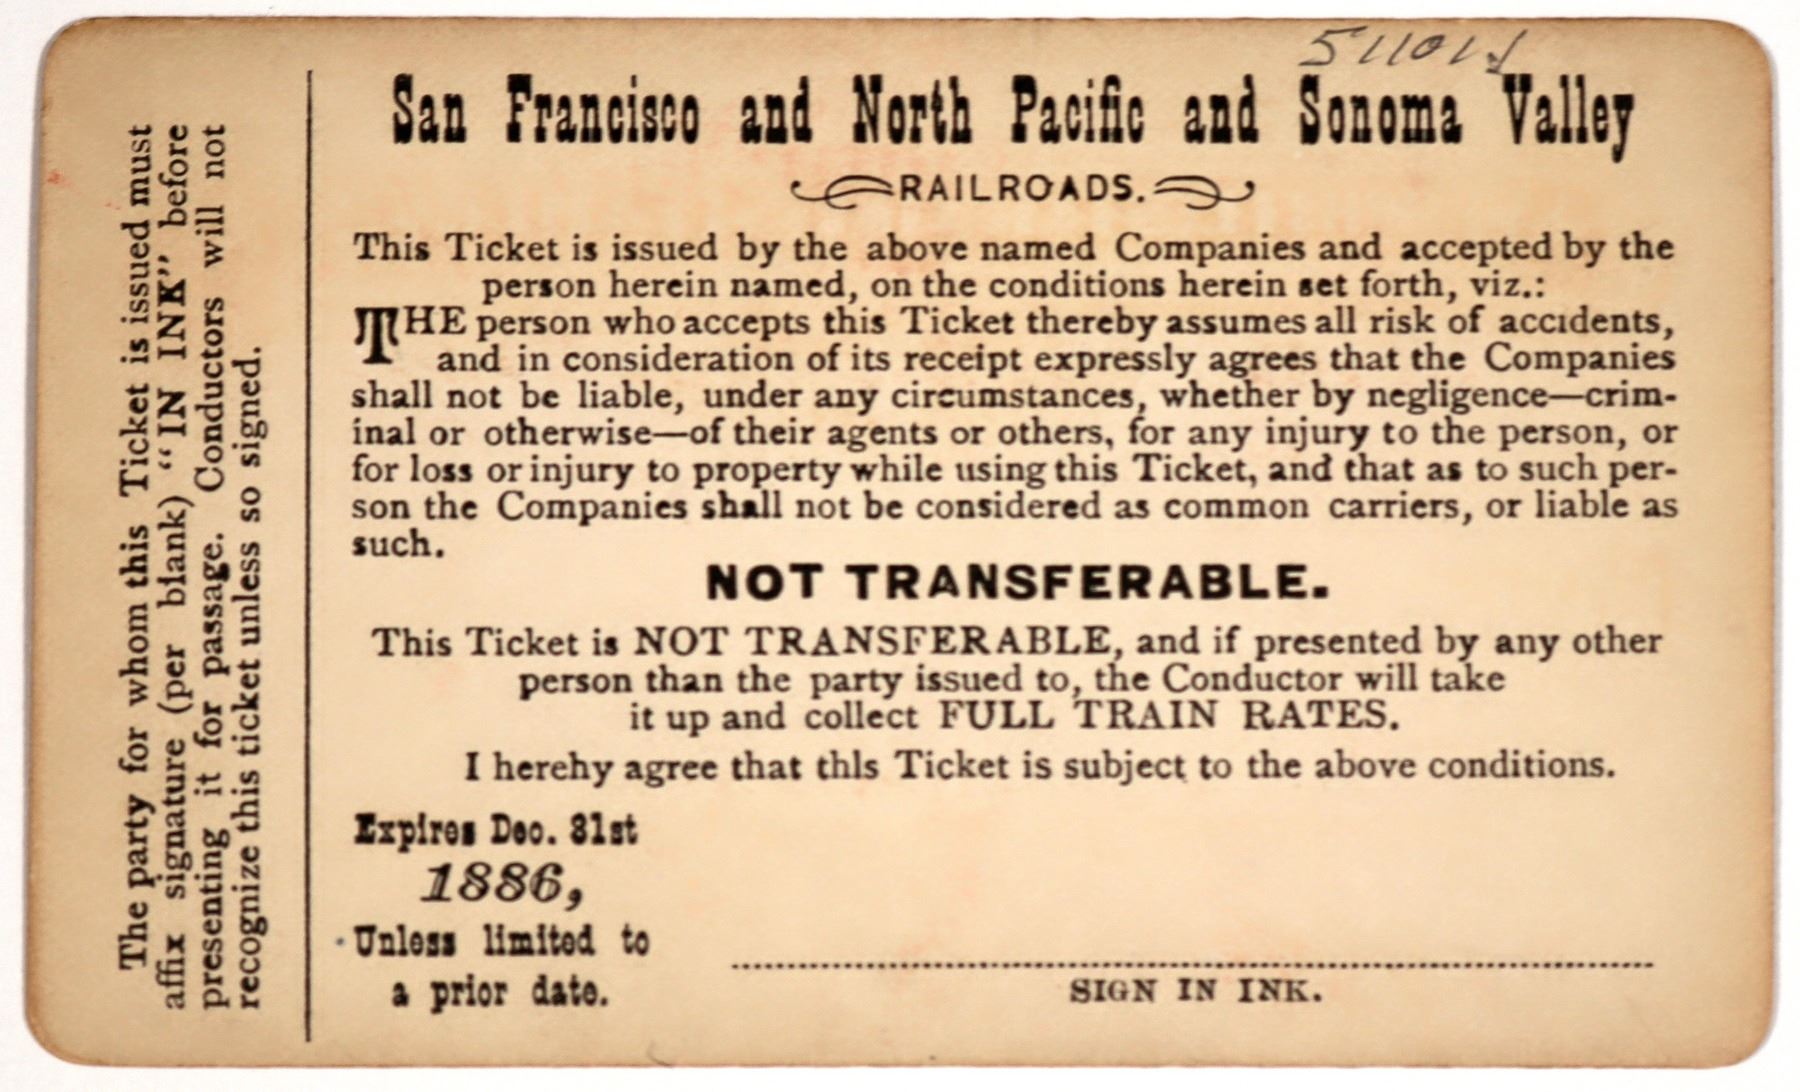 The party for whom this Ticket is issued must
affix signature (per blank) “IN INK” before
presenting it for passage. Conductors will not
recognize this ticket unless so signed.
San Francisco and North Pacific and Sonoma Valley
RAILROADS.
This Ticket is issued by the above named Companies and accepted by the
person herein named, on the conditions herein set forth, viz.:
THE person who accepts this Ticket thereby assumes all risk of accidents,
and in consideration of its receipt expressly agrees that the Companies
shall not be liable, under any circumstances, whether by negligence—crim-
inal or otherwise—of their agents or others, for any injury to the person, or
for loss or injury to property while using this Ticket, and that as to such per-
son the Companies shall not be considered as common carriers, or liable as
such.
NOT TRANSFERABLE.
This Ticket is NOT TRANSFERABLE, and if presented by any other
person than the party issued to, the Conductor will take
it up and collect FULL TRAIN RATES.
I herehy agree that thls Ticket is subject to the above conditions.
Expires Dec. 31st
1886,
Unless limited to
a prior date.
SIGN IN INK.